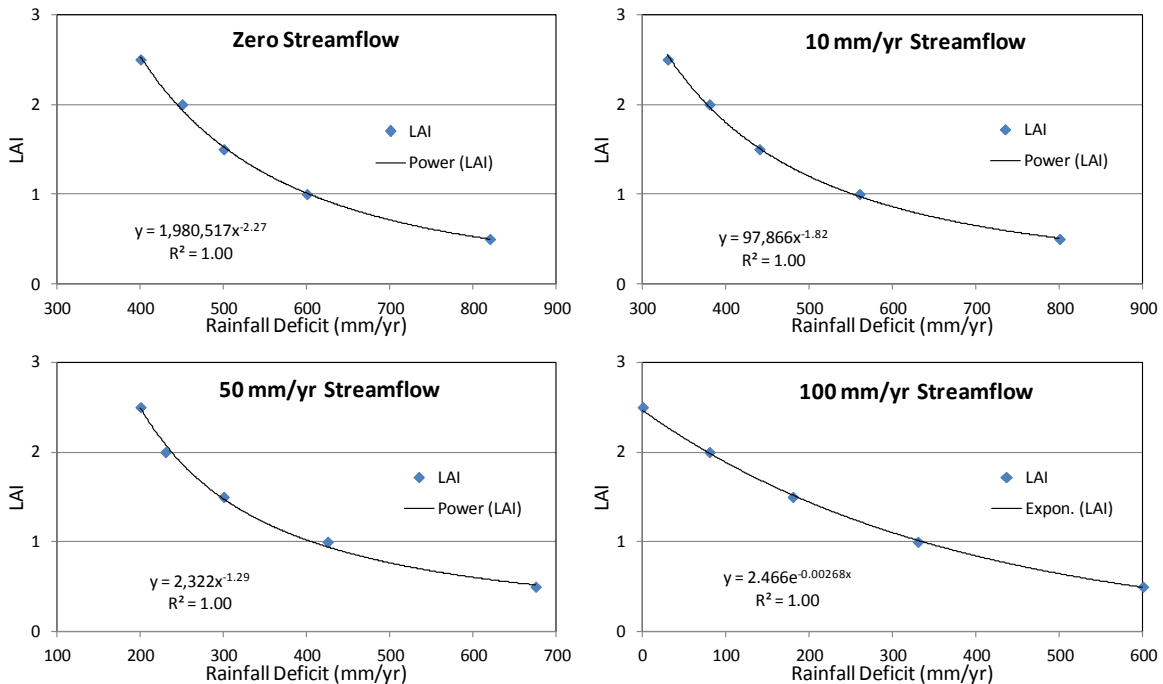 Zero Streamflow
3
2
1
0
LAI
LAI
Power (LAI)
y = 1,980,517x^-2.27
R² = 1.00
300 400 500 600 700 800 900
Rainfall Deficit (mm/yr)
10 mm/yr Streamflow
3
2
1
0
LAI
LAI
Power (LAI)
y = 97,866x^-1.82
R² = 1.00
300 400 500 600 700 800 900
Rainfall Deficit (mm/yr)
50 mm/yr Streamflow
3
2
1
0
LAI
LAI
Power (LAI)
y = 2,322x^-1.29
R² = 1.00
100 200 300 400 500 600 700
Rainfall Deficit (mm/yr)
100 mm/yr Streamflow
3
2
1
0
LAI
LAI
Expon. (LAI)
y = 2.466e^-0.00268x
R² = 1.00
0 100 200 300 400 500 600
Rainfall Deficit (mm/yr)